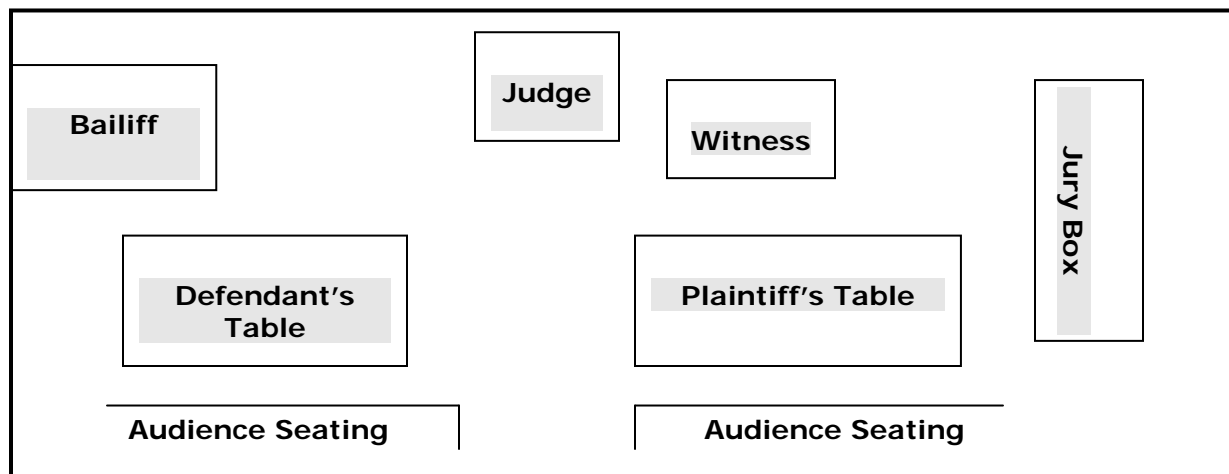 Judge
Bailiff
Witness
Jury Box
Defendant's
Table
Plaintiff's Table
Audience Seating
Audience Seating